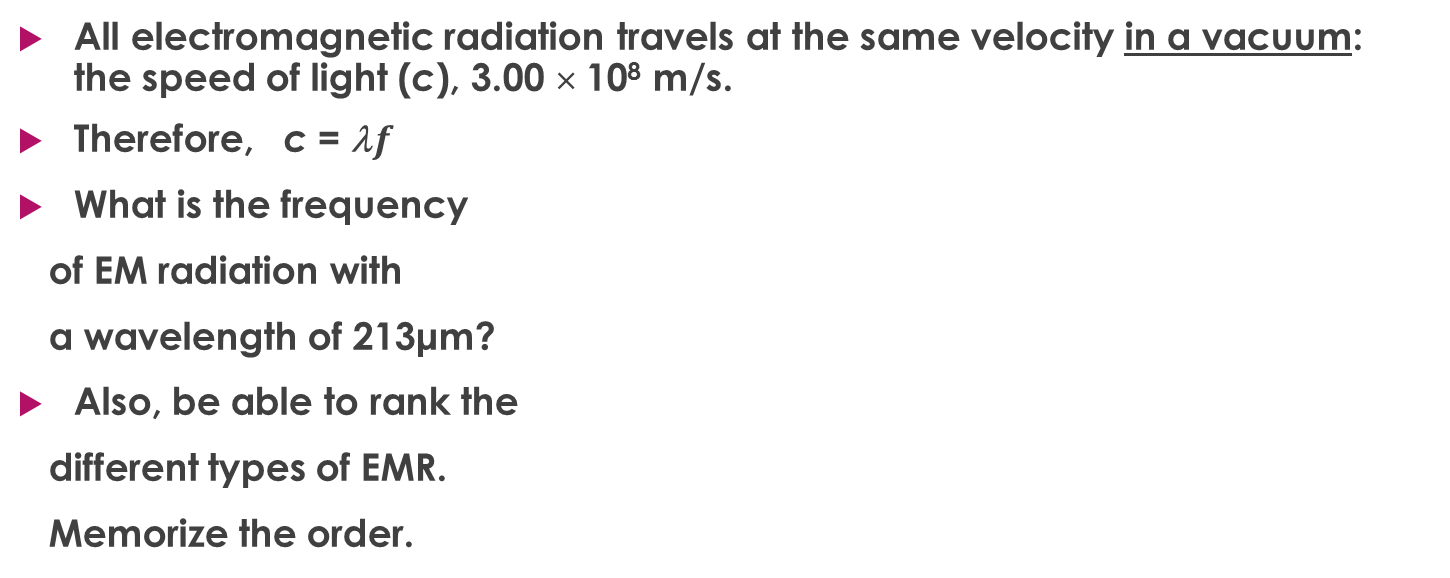 All electromagnetic radiation travels at the same velocity in a vacuum:
the speed of light (c), 3.00 × 10⁸ m/s.
Therefore, c = λf
What is the frequency
of EM radiation with
a wavelength of 213μm?
Also, be able to rank the
different types of EMR.
Memorize the order.